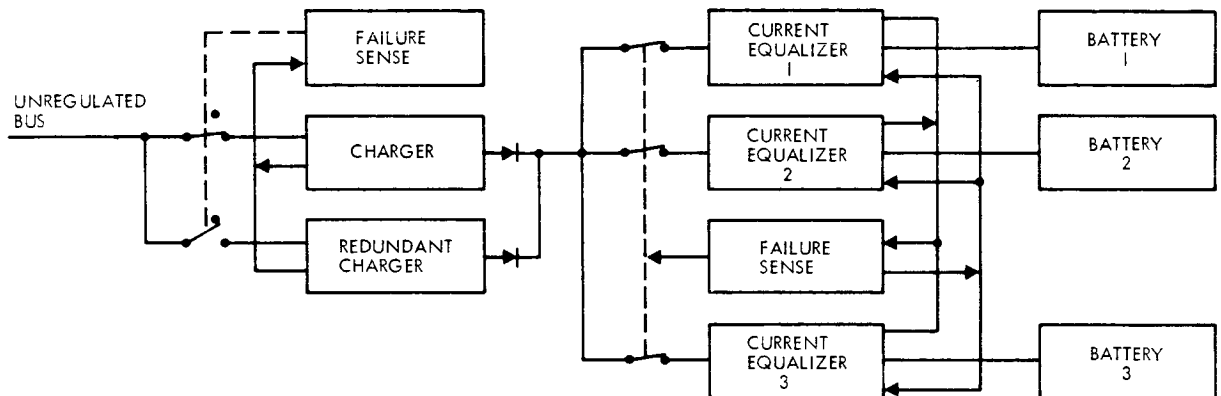 UNREGULATED
BUS
FAILURE
SENSE
CHARGER
REDUNDANT
CHARGER
CURRENT
EQUALIZER
1
CURRENT
EQUALIZER
2
FAILURE
SENSE
CURRENT
EQUALIZER
3
BATTERY
1
BATTERY
2
BATTERY
3